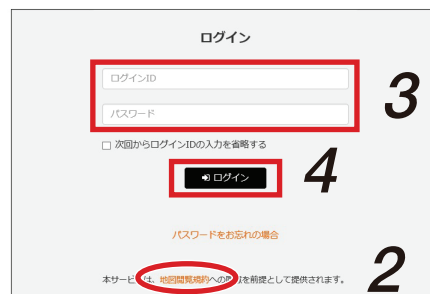 ログイン
ログインID
パスワード
3
次回からログインIDの入力を省略する
ログイン
4
パスワードをお忘れの場合
本サービ は、地図閲覧規約への を前提として提供されます。
2